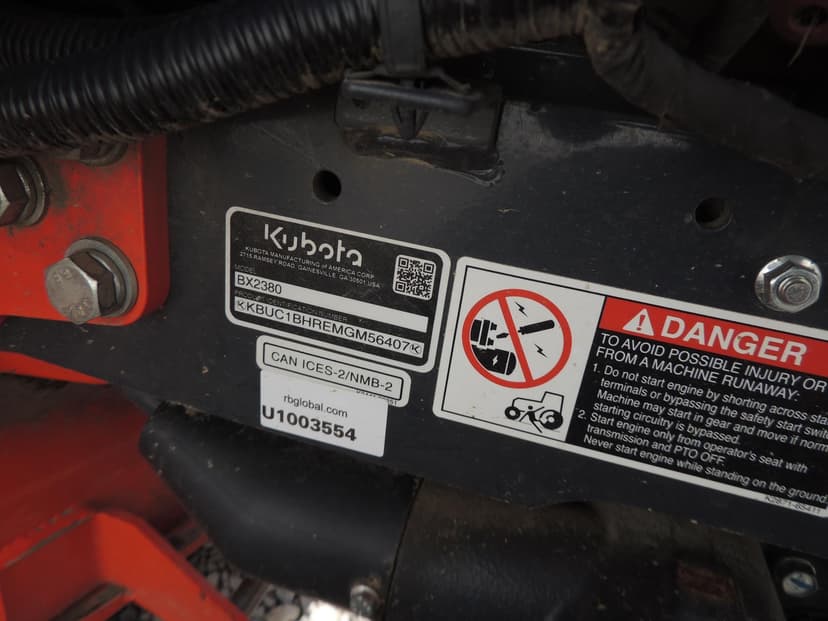 Kubota
KUBOTA MANUFACTURING of AMERICA CORP.
2715 RAMSEY ROAD, GAINESVILLE, GA 30501 USA
MODEL
BX2380
PRODUCT IDENTIFICATION NUMBER
KBUC1BHREMGM56407
CAN ICES-2/NMB-2
rbglobal.com
U1003554
DANGER
TO AVOID POSSIBLE INJURY OR
FROM A MACHINE RUNAWAY:
1. Do not start engine by shorting across
terminals or bypassing the safety start
Machine may start in gear and move if
starting circuitry is bypassed.
2. Start engine only from operator's seat with
transmission and PTO OFF.
Never start engine while standing on the ground